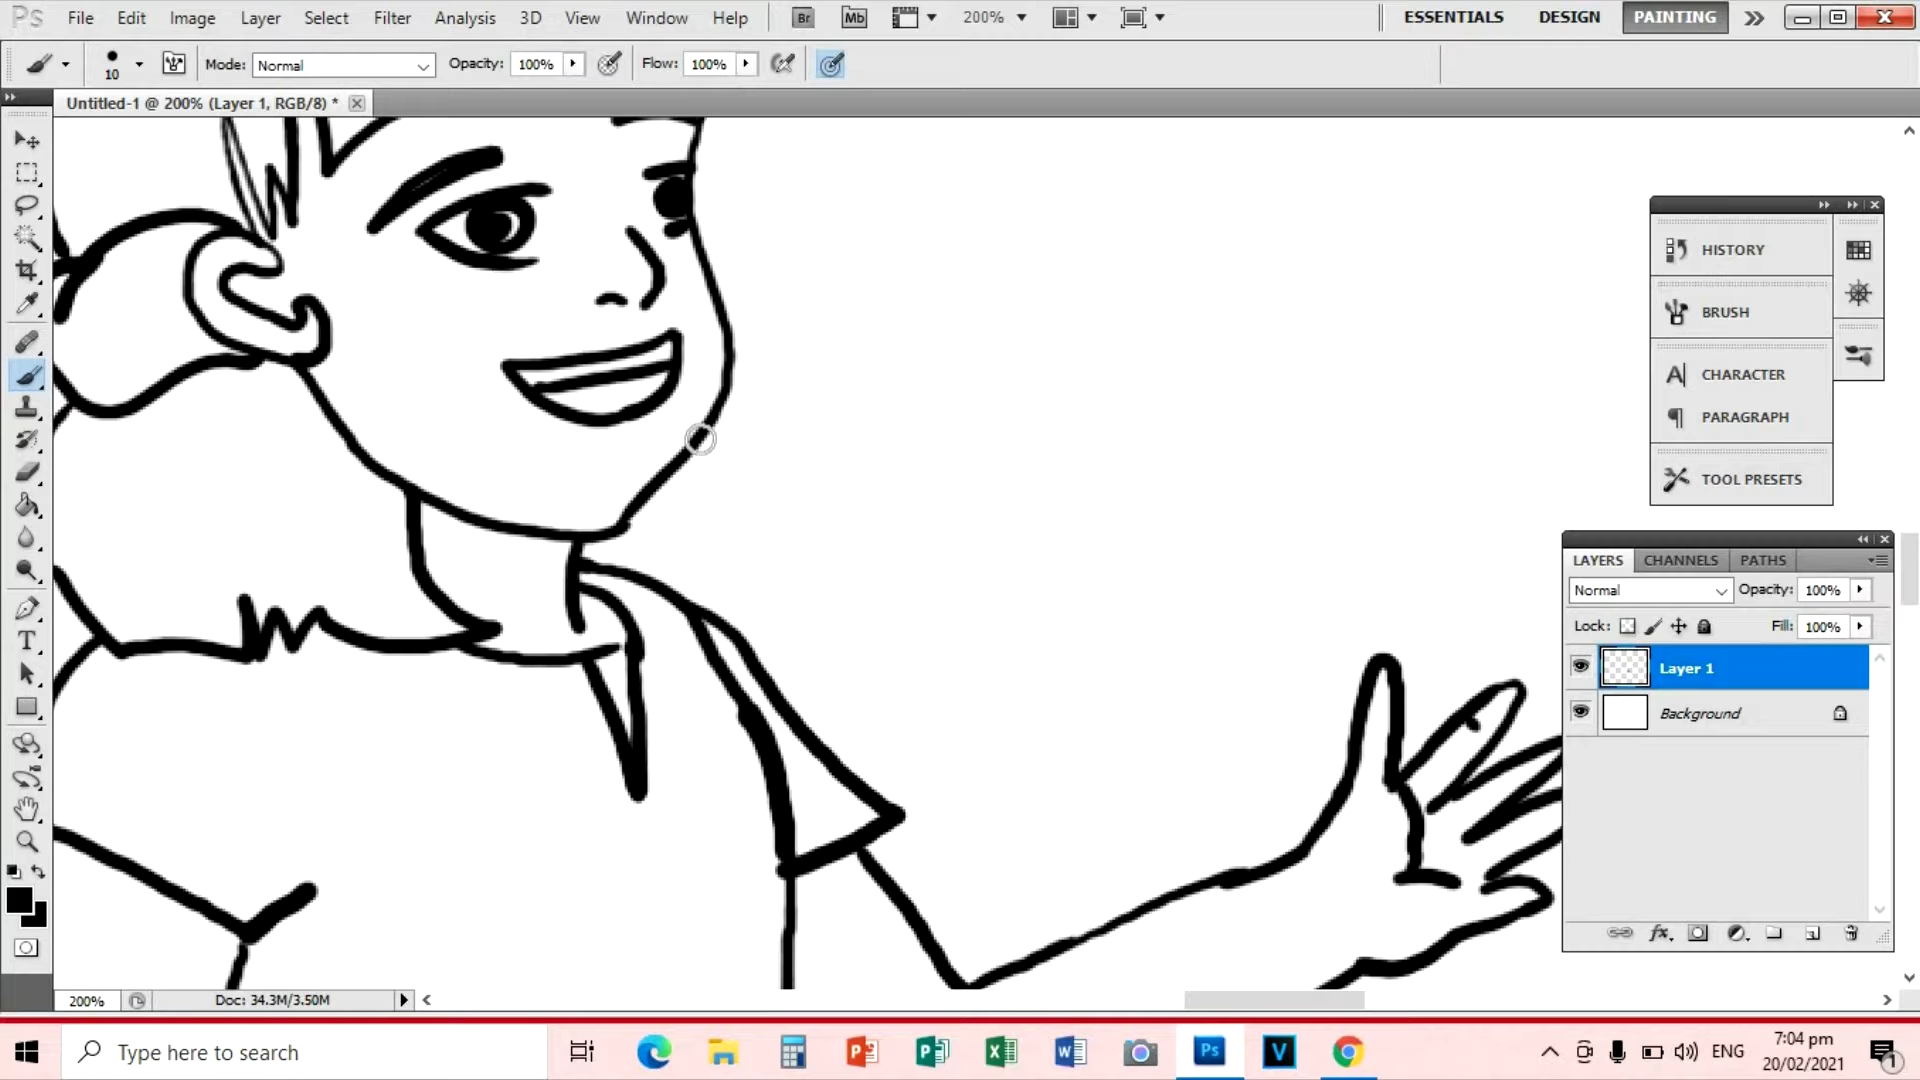 Ps File Edit Image Layer Select Filter Analysis 3D View Window Help Br Mb 200% ESSENTIALS DESIGN PAINTING
10 Mode: Normal Opacity: 100% Flow: 100%
Untitled-1 @ 200% (Layer 1, RGB/8) *
HISTORY
BRUSH
CHARACTER
PARAGRAPH
TOOL PRESETS
LAYERS CHANNELS PATHS
Normal Opacity: 100%
Lock: Fill: 100%
Layer 1
Background
200% Doc: 34.3M/3.50M
Type here to search ENG 7:04 pm
20/02/2021